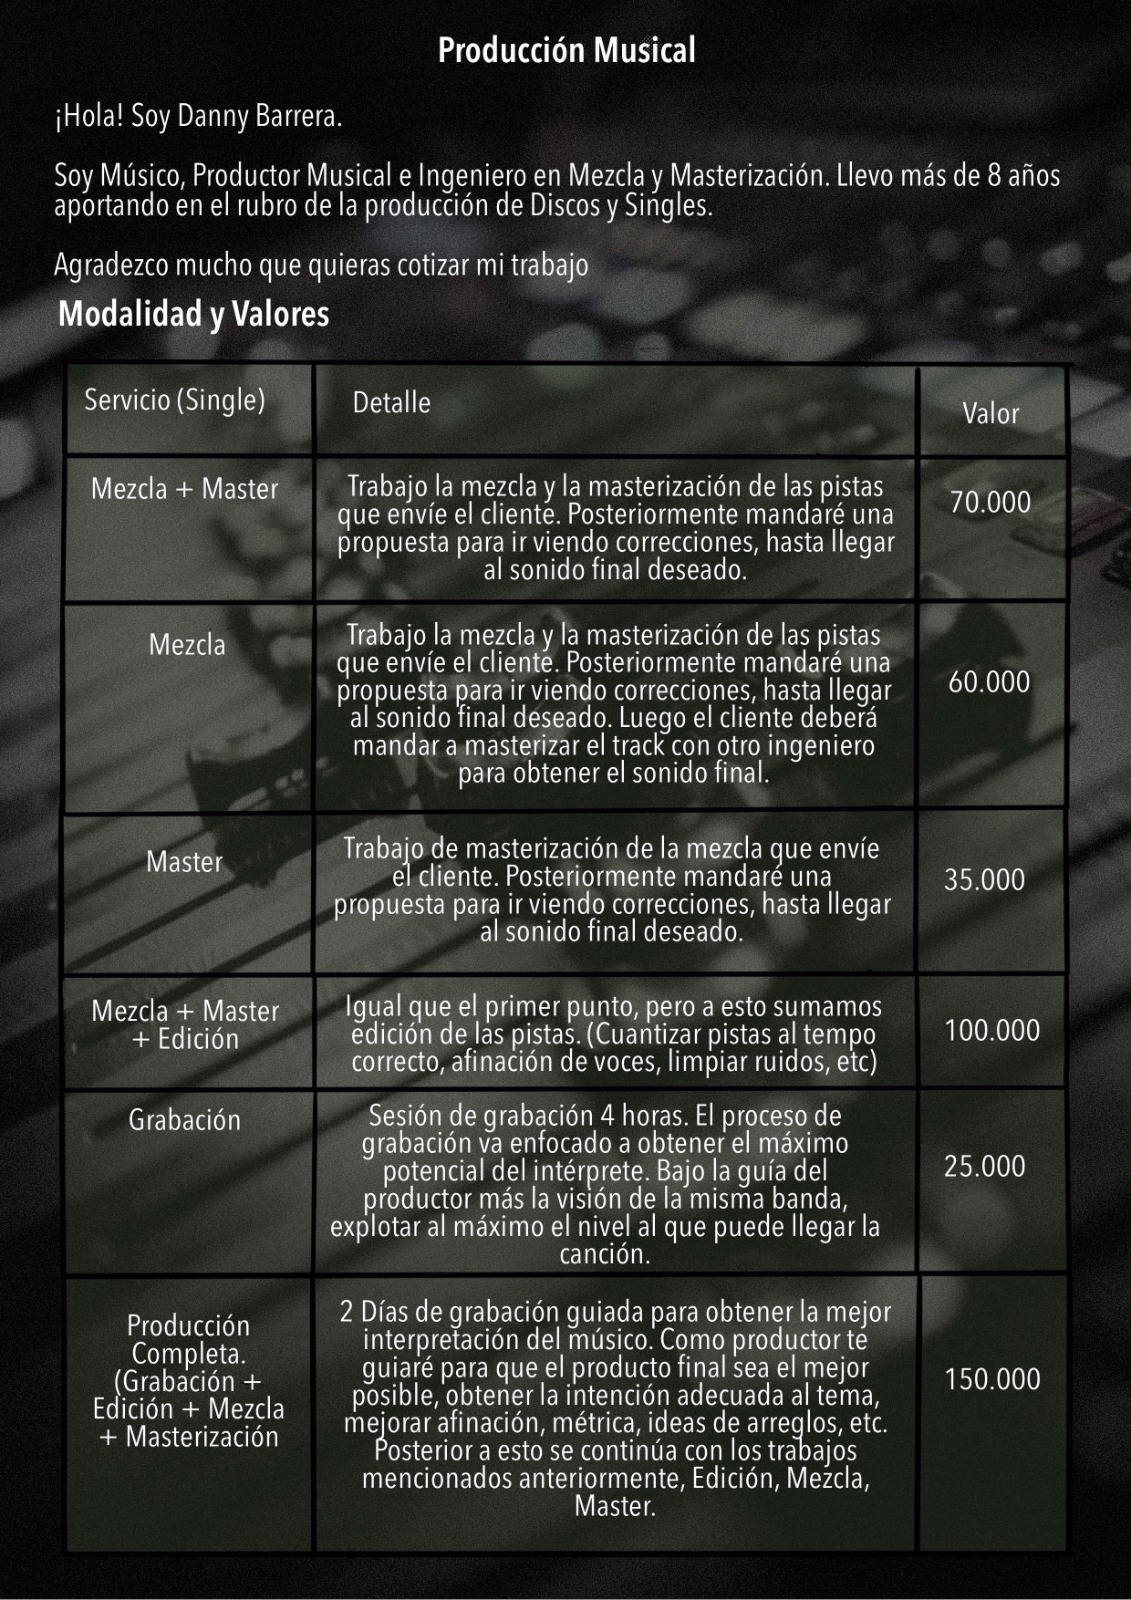 Producción Musical
¡Hola! Soy Danny Barrera.
Soy Músico, Productor Musical e Ingeniero en Mezcla y Masterización. Llevo más de 8 años
aportando en el rubro de la producción de Discos y Singles.
Agradezco mucho que quieras cotizar mi trabajo
Modalidad y Valores
Servicio (Single)
Detalle
Valor
Mezcla + Master
Trabajo la mezcla y la masterización de las pistas
que envíe el cliente. Posteriormente mandaré una
propuesta para ir viendo correcciones, hasta llegar
al sonido final deseado.
70.000
Mezcla
Trabajo la mezcla y la masterización de las pistas
que envíe el cliente. Posteriormente mandaré una
propuesta para ir viendo correcciones, hasta llegar
al sonido final deseado. Luego el cliente deberá
mandar a masterizar el track con otro ingeniero
para obtener el sonido final.
60.000
Master
Trabajo de masterización de la mezcla que envíe
el cliente. Posteriormente mandaré una
propuesta para ir viendo correcciones, hasta llegar
al sonido final deseado.
35.000
Mezcla + Master
+ Edición
Igual que el primer punto, pero a esto sumamos
edición de las pistas. (Cuantizar pistas al tempo
correcto, afinación de voces, limpiar ruidos, etc)
100.000
Grabación
Sesión de grabación 4 horas. El proceso de
grabación va enfocado a obtener el máximo
potencial del intérprete. Bajo la guía del
productor más la visión de la misma banda,
explotar al máximo el nivel al que puede llegar la
canción.
25.000
Producción
Completa.
(Grabación +
Edición + Mezcla
+ Masterización
2 Días de grabación guiada para obtener la mejor
interpretación del músico. Como productor te
guiaré para que el producto final sea el mejor
posible, obtener la intención adecuada al tema,
mejorar afinación, métrica, ideas de arreglos, etc.
Posterior a esto se continúa con los trabajos
mencionados anteriormente, Edición, Mezcla,
Master.
150.000